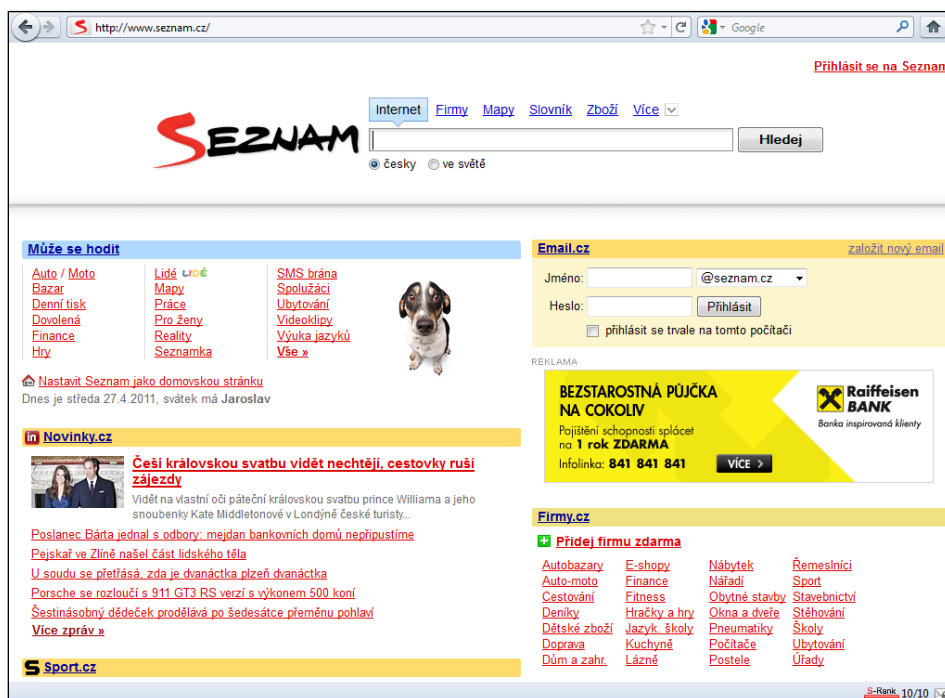 http://www.seznam.cz/
Google
Přihlásit se na Seznam
SEZNAM
Internet Firmy Mapy Slovník Zboží Více
Hledej
česky ve světě
Může se hodit
Auto / Moto
Bazar
Denní tisk
Dovolená
Finance
Hry
Lidé LIDÉ
Mapy
Práce
Pro ženy
Reality
Seznamka
SMS brána
Spolužáci
Ubytování
Videoklipy
Výuka jazyků
Vše »
Nastavit Seznam jako domovskou stránku
Dnes je středa 27.4.2011, svátek má Jaroslav
Novinky.cz
Češi královskou svatbu vidět nechtějí, cestovky ruší
zájezdy
Vidět na vlastní oči páteční královskou svatbu prince Williama a jeho
snoubenky Kate Middletonové v Londýně české turisty...
Poslanec Bárta jednal s odbory: mejdan bankovních domů nepřipustíme
Pejskař ve Zlíně našel část lidského těla
U soudu se přetřásá, zda je dvanáctka plzeň dvanáctka
Porsche se rozloučí s 911 GT3 RS verzí s výkonem 500 koní
Šestinásobný dědeček prodělává po šedesátce přeměnu pohlaví
Více zpráv »
Sport.cz
Email.cz
založit nový email
Jméno:
@seznam.cz
Heslo:
Přihlásit
přihlásit se trvale na tomto počítači
REKLAMA
BEZSTAROSTNÁ PŮJČKA
NA COKOLIV
Pojištění schopnosti splácet
na 1 rok ZDARMA
Infolinka: 841 841 841
VÍCE >
Raiffeisen
BANK
Banka inspirovaná klienty
Firmy.cz
Přidej firmu zdarma
Autobazary
Auto-moto
Cestování
Deníky
Dětské zboží
Doprava
Dům a zahr.
E-shopy
Finance
Fitness
Hračky a hry
Jazyk. školy
Kuchyně
Lázně
Nábytek
Nářadí
Obytné stavby
Okna a dveře
Pneumatiky
Počítače
Postele
Řemeslníci
Sport
Stavebnictví
Stěhování
Školy
Ubytování
Úřady
S-Rank 10/10